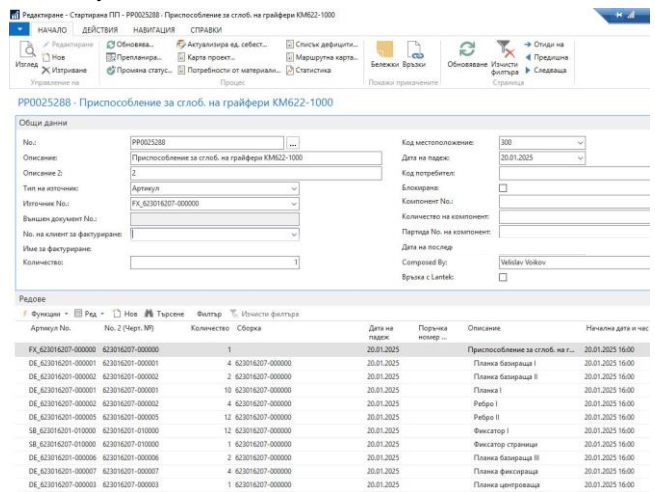 Редактиране - Стартирана ПП - PP0025288 · Приспособление за сглоб. на грайфери KM622-1000
НАЧАЛО ДЕЙСТВИЯ НАВИГАЦИЯ СПРАВКИ
Изглед
Редактиране
Нов
Изтриване
Управление на
Обновява..
Препланира...
Промяна статус...
Актуализира ед. себест...
Карта проект...
Потребности от материали...
Списък дефицити...
Маршрутна карта...
Статистика
Процес
Бележки Връзки
Покажи прикачените
Обновяване Изчисти филтъра
Отиди на
Предишна
Следваща
Страница
PP0025288 · Приспособление за сглоб. на грайфери KM622-1000
Общи данни
No.: PP0025288 ...
Описание: Приспособление за сглоб. на грайфери KM622-1000
Описание 2: 2
Тип на източник: Артикул
Източник No.: FX_623016207-000000
Външен документ No.:
No. на клиент за фактуриране:
Име за фактуриране:
Количество: 1
Код местоположение: 300
Дата на падеж: 20.01.2025
Код потребител:
Блокирана:
Компонент No.:
Количество на компонент:
Партида No. на компонент:
Дата на послед
Composed By: Velislav Voikov
Връзка с Lantek:
Редове
Функции Ред Нов Търсене Филтър Изчисти филтъра
Артикул No. No. 2 (Черт. №) Количество Сборка Дата на падеж Поръчка номер ... Описание Начална дата и час
FX_623016207-000000 623016207-000000 1 20.01.2025 Приспособление за сглоб. на г... 20.01.2025 16:00
DE_623016201-000001 623016201-000001 4 623016207-000000 20.01.2025 Планка базираща I 20.01.2025 16:00
DE_623016201-000002 623016201-000002 2 623016207-000000 20.01.2025 Планка базираща II 20.01.2025 16:00
DE_623016207-000001 623016207-000001 10 623016207-000000 20.01.2025 Планка I 20.01.2025 16:00
DE_623016207-000002 623016207-000002 4 623016207-000000 20.01.2025 Ребро I 20.01.2025 16:00
DE_623016201-000005 623016201-000005 12 623016207-000000 20.01.2025 Ребро II 20.01.2025 16:00
SB_623016201-010000 623016201-010000 12 623016207-000000 20.01.2025 Фиксатор I 20.01.2025 16:00
SB_623016207-010000 623016207-010000 1 623016207-000000 20.01.2025 Фиксатор страници 20.01.2025 16:00
DE_623016201-000006 623016201-000006 2 623016207-000000 20.01.2025 Планка базираща III 20.01.2025 16:00
DE_623016201-000007 623016201-000007 4 623016207-000000 20.01.2025 Планка фиксираща 20.01.2025 16:00
DE_623016207-000003 623016207-000003 1 623016207-000000 20.01.2025 Планка центроваща 20.01.2025 16:00